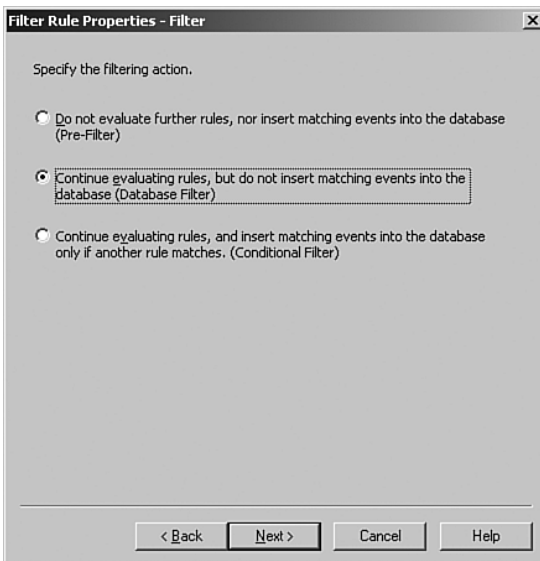 Filter Rule Properties - Filter
Specify the filtering action.
Do not evaluate further rules, nor insert matching events into the database
(Pre-Filter)
Continue evaluating rules, but do not insert matching events into the
database (Database Filter)
Continue evaluating rules, and insert matching events into the database
only if another rule matches. (Conditional Filter)
< Back
Next >
Cancel
Help